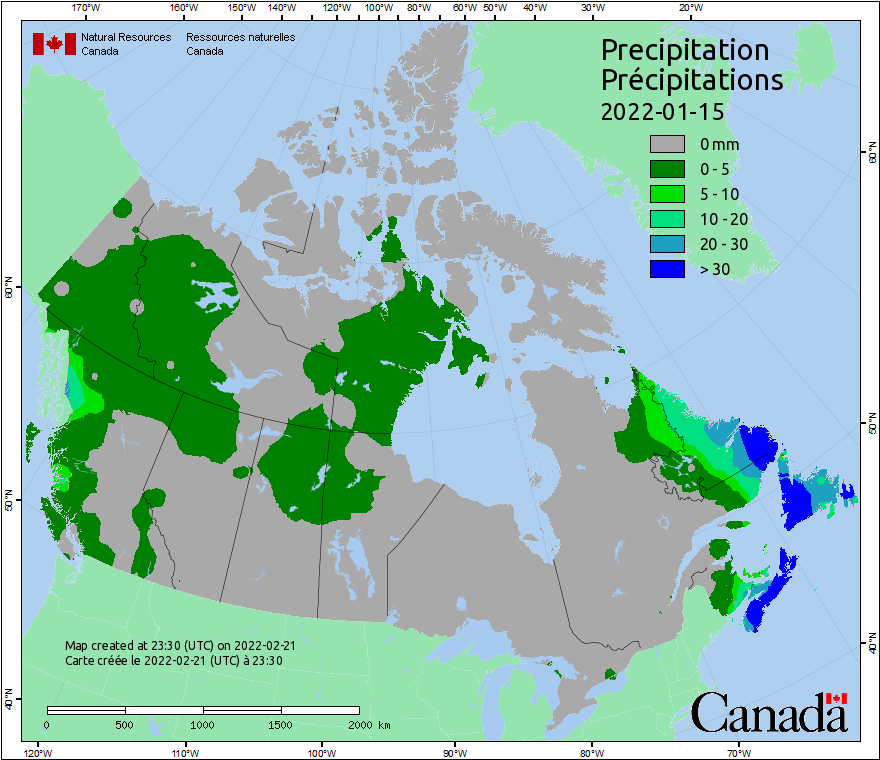 170°W 160°W 150°W 140°W 130°W 120°W 110°W 100°W 90°W 80°W 60°W 50°W 40°W 30°W 20°W
Natural Resources Ressources naturelles
Canada Canada
Precipitation
Précipitations
2022-01-15
0 mm
0 - 5
5 - 10
10 - 20
20 - 30
> 30
60°N
60°N
50°N
50°N
40°N
40°N
Map created at 23:30 (UTC) on 2022-02-21
Carte créée le 2022-02-21 (UTC) à 23:30
0 500 1000 1500 2000 km
Canada
120°W 110°W 100°W 90°W 80°W 70°W